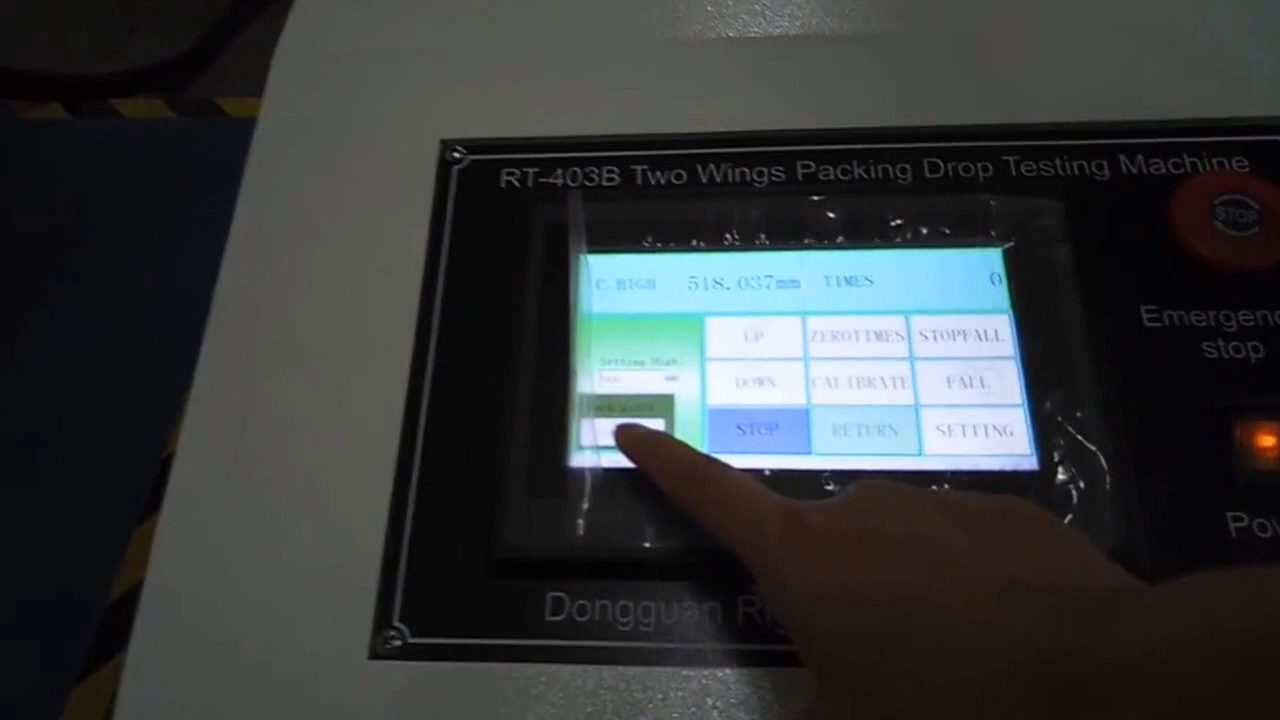 RT-403B Two Wings Packing Drop Testing Machine
STOP
C.HIGH 518.037mm TIMES 0
UP ZEROTIMES STOPFALL
Setting High:
DOWN CALIBRATE FALL
STOP RETURN SETTING
Emergenc
stop
Po
Dongguan Rig